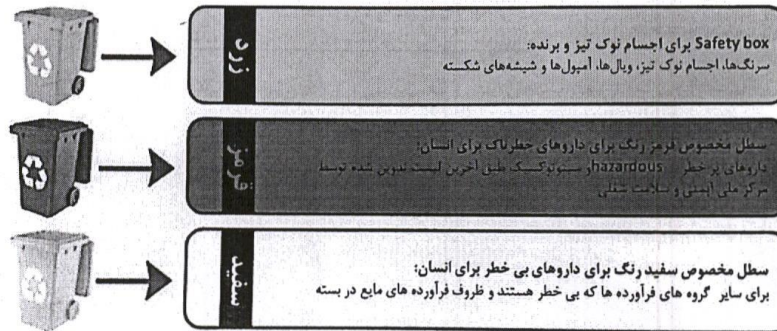 زرد
Safety box برای اجسام نوک تیز و برنده:
سرنگ‌ها، اجسام نوک تیز، ویال‌ها، آمپول‌ها و شیشه‌های شکسته
قرمز
سطل مخصوص قرمز رنگ برای داروهای خطرناک برای انسان:
داروهای پر خطر hazardous و سیتوتوکسیک طبق آخرین لیست تدوین شده توسط
مرکز ملی ایمنی و سلامت شغلی
سفید
سطل مخصوص سفید رنگ برای داروهای بی خطر برای انسان:
برای سایر گروه های فرآورده ها که بی خطر هستند و ظروف فرآورده های مایع در بسته